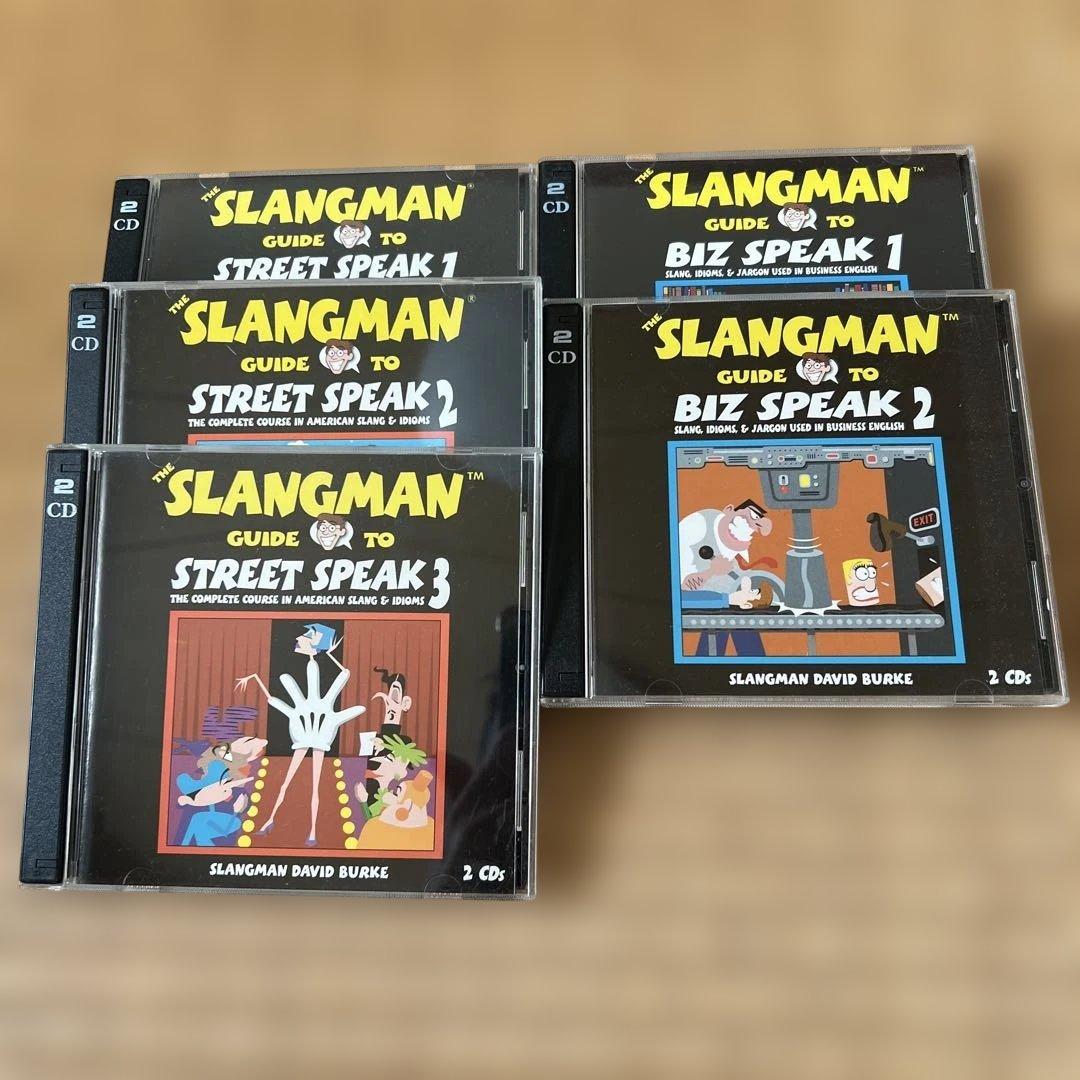 2
CD
THE
SLANGMAN®
GUIDE TO
STREET SPEAK 1
2
CD
THE
SLANGMAN®
GUIDE TO
STREET SPEAK 2
THE COMPLETE COURSE IN AMERICAN SLANG & IDIOMS
2
CD
THE
SLANGMAN™
GUIDE TO
STREET SPEAK 3
THE COMPLETE COURSE IN AMERICAN SLANG & IDIOMS
SLANGMAN DAVID BURKE
2 CDs
2
CD
THE
SLANGMAN™
GUIDE TO
BIZ SPEAK 1
SLANG, IDIOMS, & JARGON USED IN BUSINESS ENGLISH
2
CD
THE
SLANGMAN™
GUIDE TO
BIZ SPEAK 2
SLANG, IDIOMS, & JARGON USED IN BUSINESS ENGLISH
EXIT
SLANGMAN DAVID BURKE
2 CDs